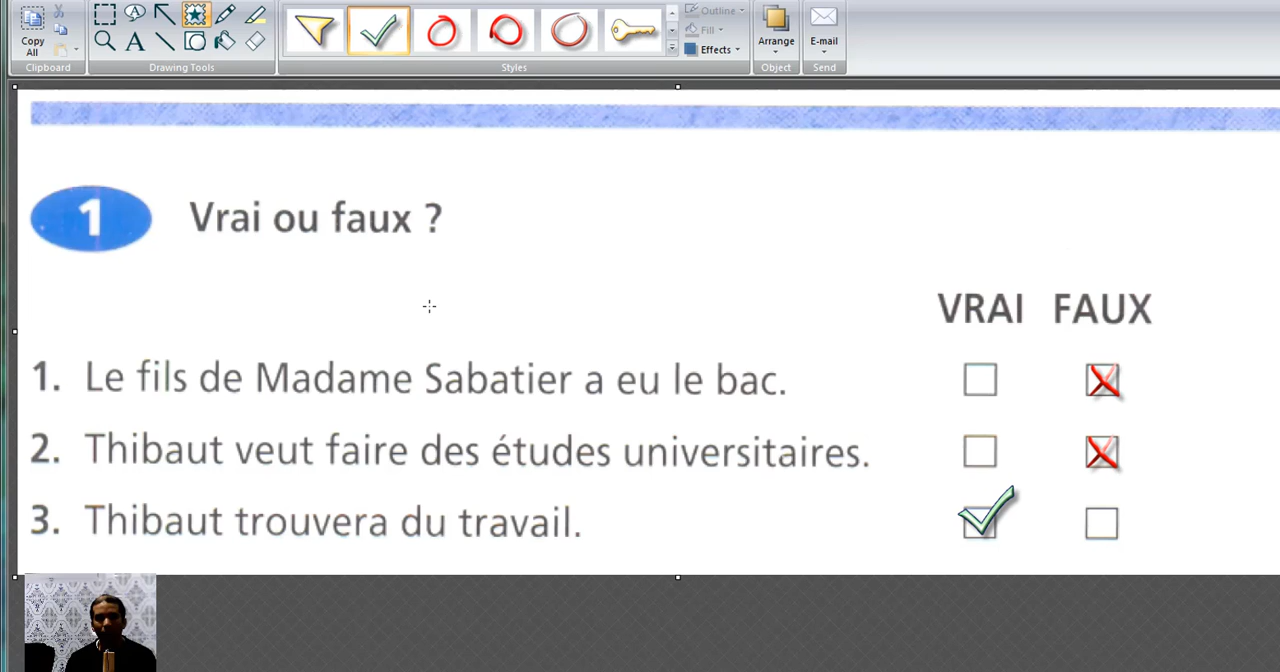 Copy
All
Clipboard
Drawing Tools
Styles
Outline
Fill
Effects
Arrange
Object
E-mail
Send
1 Vrai ou faux ?
VRAI FAUX
1. Le fils de Madame Sabatier a eu le bac.
2. Thibaut veut faire des études universitaires.
3. Thibaut trouvera du travail.